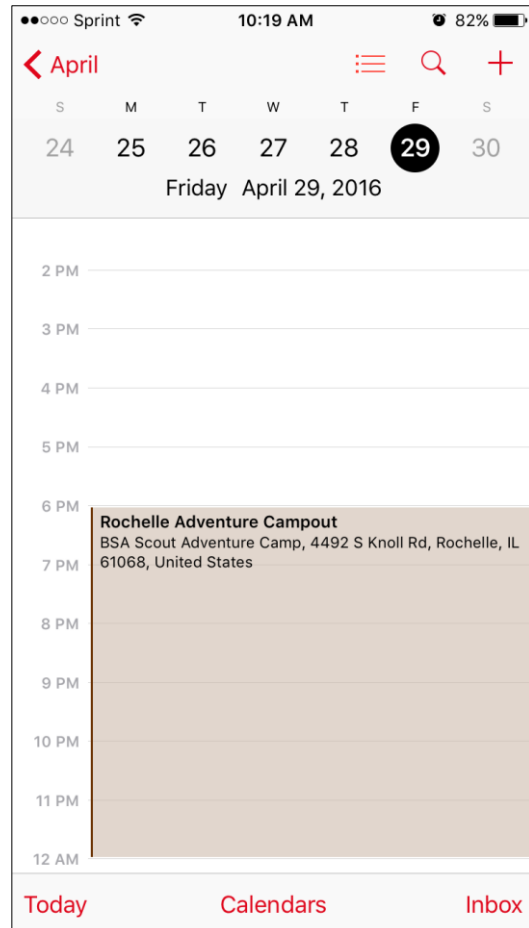 Sprint 10:19 AM 82%
April
S M T W T F S
24 25 26 27 28 29 30
Friday April 29, 2016
2 PM
3 PM
4 PM
5 PM
6 PM
Rochelle Adventure Campout
BSA Scout Adventure Camp, 4492 S Knoll Rd, Rochelle, IL
7 PM 61068, United States
8 PM
9 PM
10 PM
11 PM
12 AM
Today Calendars Inbox